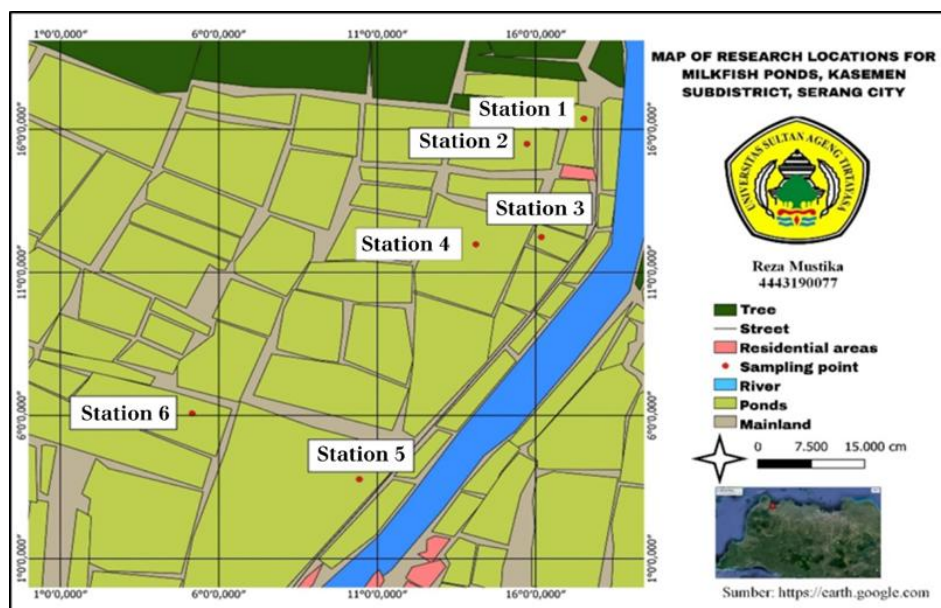 1°0'0,000" 6°0'0,000" 11°0'0,000" 16°0'0,000"
16°0'0,000"
11°0'0,000"
6°0'0,000"
1°0'0,000"
Station 1
Station 2
Station 3
Station 4
Station 5
Station 6
16°0'0,000"
11°0'0,000"
6°0'0,000"
1°0'0,000"
1°0'0,000" 6°0'0,000" 11°0'0,000" 16°0'0,000"
MAP OF RESEARCH LOCATIONS FOR
MILKFISH PONDS, KASEMEN
SUBDISTRICT, SERANG CITY
UNIVERSITAS SULTAN AGENG TIRTAYASA
Reza Mustika
4443190077
Tree
Street
Residential areas
Sampling point
River
Ponds
Mainland
0 7.500 15.000 cm
Sumber: https://earth.google.com